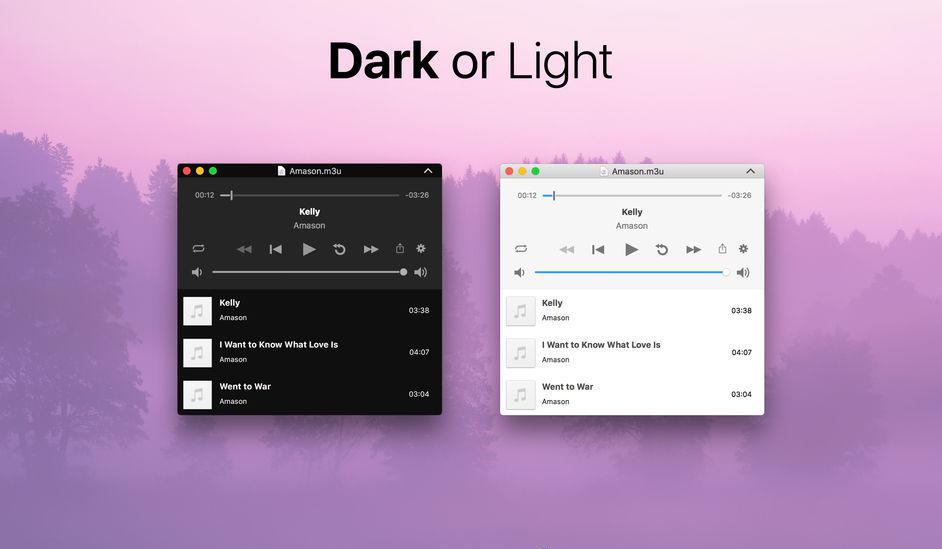 Dark or Light
Amason.m3u
00:12
-03:26
Kelly
Amason
Kelly
Amason
03:38
I Want to Know What Love Is
Amason
04:07
Went to War
Amason
03:04
Amason.m3u
00:12
-03:26
Kelly
Amason
Kelly
Amason
03:38
I Want to Know What Love Is
Amason
04:07
Went to War
Amason
03:04